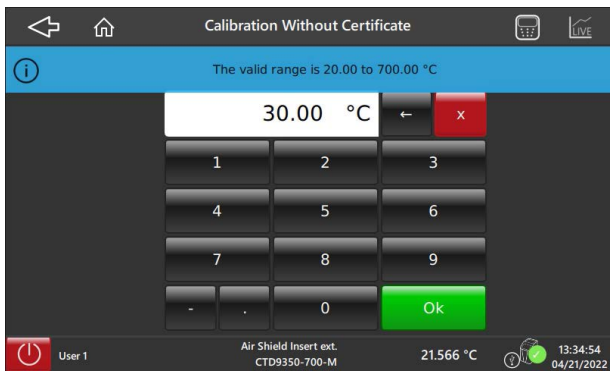 Calibration Without Certificate
LIVE
The valid range is 20.00 to 700.00 °C
30.00 °C ← x
1 2 3
4 5 6
7 8 9
- . 0 Ok
User 1
Air Shield Insert ext.
CTD9350-700-M
21.566 °C
13:34:54
04/21/2022